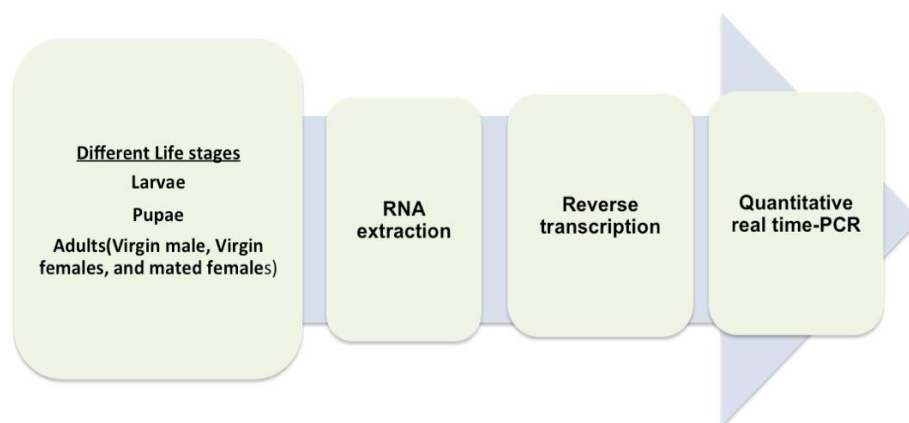 Different Life stages
Larvae
Pupae
Adults(Virgin male, Virgin
females, and mated females)
RNA
extraction
Reverse
transcription
Quantitative
real time-PCR